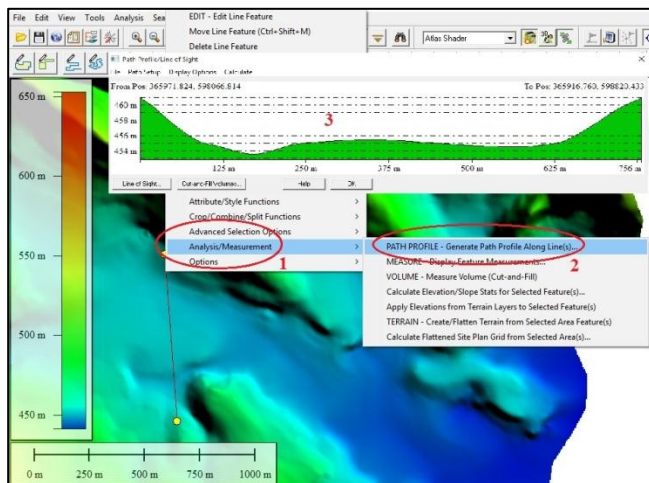 File Edit View Tools Analysis Sea
EDIT - Edit Line Feature
Move Line Feature (Ctrl+Shift+M)
Delete Line Feature
Atlas Shader
Path Profile/Line of Sight
Path Setup Display Options Calculate
From Pos: 365971.824, 598066.814 To Pos: 365916.760, 598820.433
460 m
458 m
456 m
454 m
3
125 m 250 m 375 m 500 m 625 m 756 m
Line of Sight... Cut-and-Fill Volumes... Help OK
Attribute/Style Functions
Crop/Combine/Split Functions
Advanced Selection Options
Analysis/Measurement
Options
1
PATH PROFILE - Generate Path Profile Along Line(s)...
2
MEASURE - Display Feature Measurements...
VOLUME - Measure Volume (Cut-and-Fill)
Calculate Elevation/Slope Stats for Selected Feature(s)...
Apply Elevations from Terrain Layers to Selected Feature(s)
TERRAIN - Create/Flatten Terrain from Selected Area Feature(s)
Calculate Flattened Site Plan Grid from Selected Area(s)...
650 m
600 m
550 m
500 m
450 m
0 m 250 m 500 m 750 m 1000 m